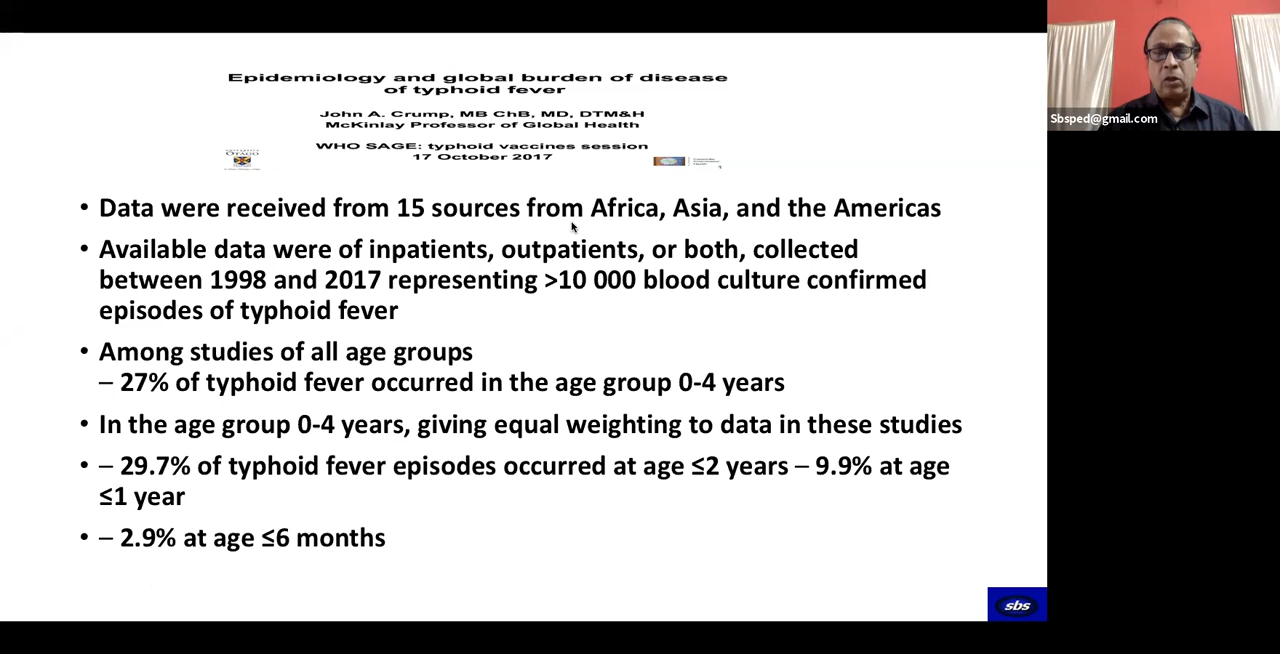 Epidemiology and global burden of disease
of typhoid fever
John A. Crump, MB ChB, MD, DTM&H
McKinlay Professor of Global Health
WHO SAGE: typhoid vaccines session
17 October 2017
OTAGO
Sbsped@gmail.com
• Data were received from 15 sources from Africa, Asia, and the Americas
• Available data were of inpatients, outpatients, or both, collected
between 1998 and 2017 representing >10 000 blood culture confirmed
episodes of typhoid fever
• Among studies of all age groups
– 27% of typhoid fever occurred in the age group 0-4 years
• In the age group 0-4 years, giving equal weighting to data in these studies
• – 29.7% of typhoid fever episodes occurred at age ≤2 years – 9.9% at age
≤1 year
• – 2.9% at age ≤6 months
sbs